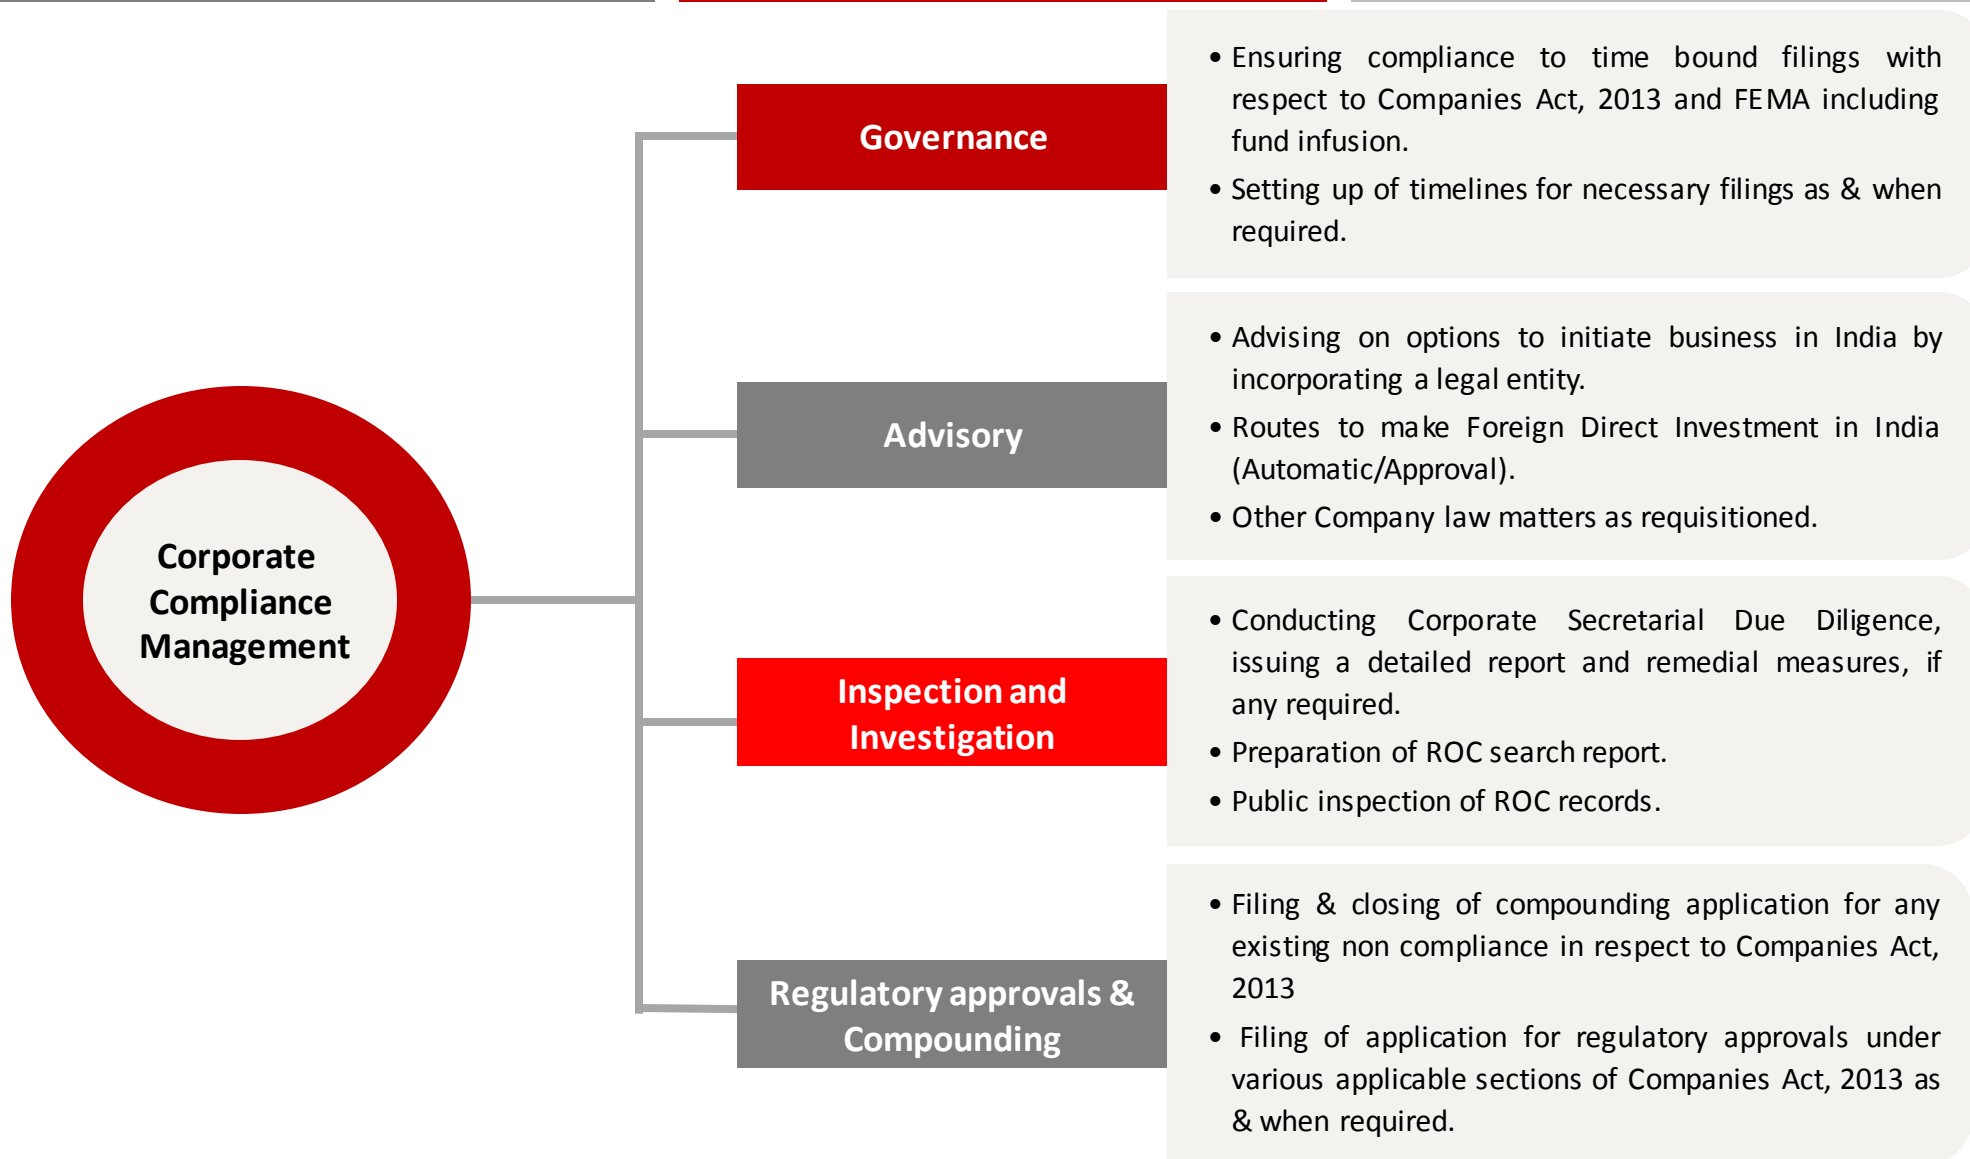 Corporate
Compliance
Management
Governance
• Ensuring compliance to time bound filings with
respect to Companies Act, 2013 and FEMA including
fund infusion.
• Setting up of timelines for necessary filings as & when
required.
Advisory
• Advising on options to initiate business in India by
incorporating a legal entity.
• Routes to make Foreign Direct Investment in India
(Automatic/Approval).
• Other Company law matters as requisitioned.
Inspection and
Investigation
• Conducting Corporate Secretarial Due Diligence,
issuing a detailed report and remedial measures, if
any required.
• Preparation of ROC search report.
• Public inspection of ROC records.
Regulatory approvals &
Compounding
• Filing & closing of compounding application for any
existing non compliance in respect to Companies Act,
2013
• Filing of application for regulatory approvals under
various applicable sections of Companies Act, 2013 as
& when required.